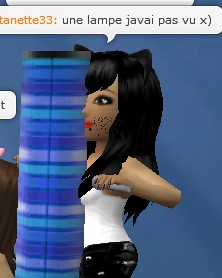 tanette33: une lampe javai pas vu x)
t